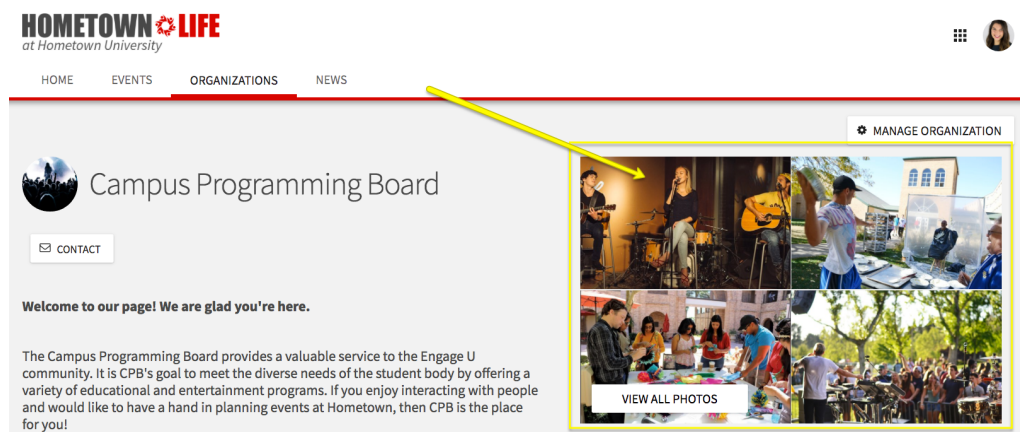 HOMETOWN LIFE
at Hometown University
HOME EVENTS ORGANIZATIONS NEWS
MANAGE ORGANIZATION
Campus Programming Board
CONTACT
Welcome to our page! We are glad you're here.
The Campus Programming Board provides a valuable service to the Engage U
community. It is CPB's goal to meet the diverse needs of the student body by offering a
variety of educational and entertainment programs. If you enjoy interacting with people
and would like to have a hand in planning events at Hometown, then CPB is the place
for you!
VIEW ALL PHOTOS